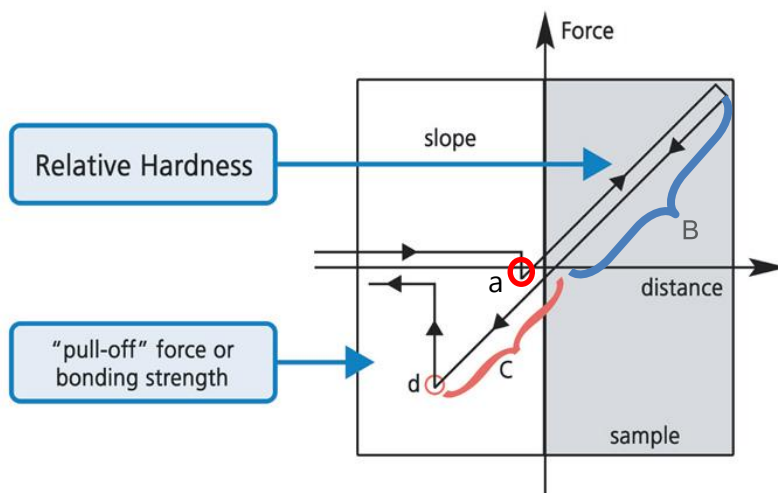 Force
slope
Relative Hardness
B
a
distance
“pull-off” force or
bonding strength
d
C
sample